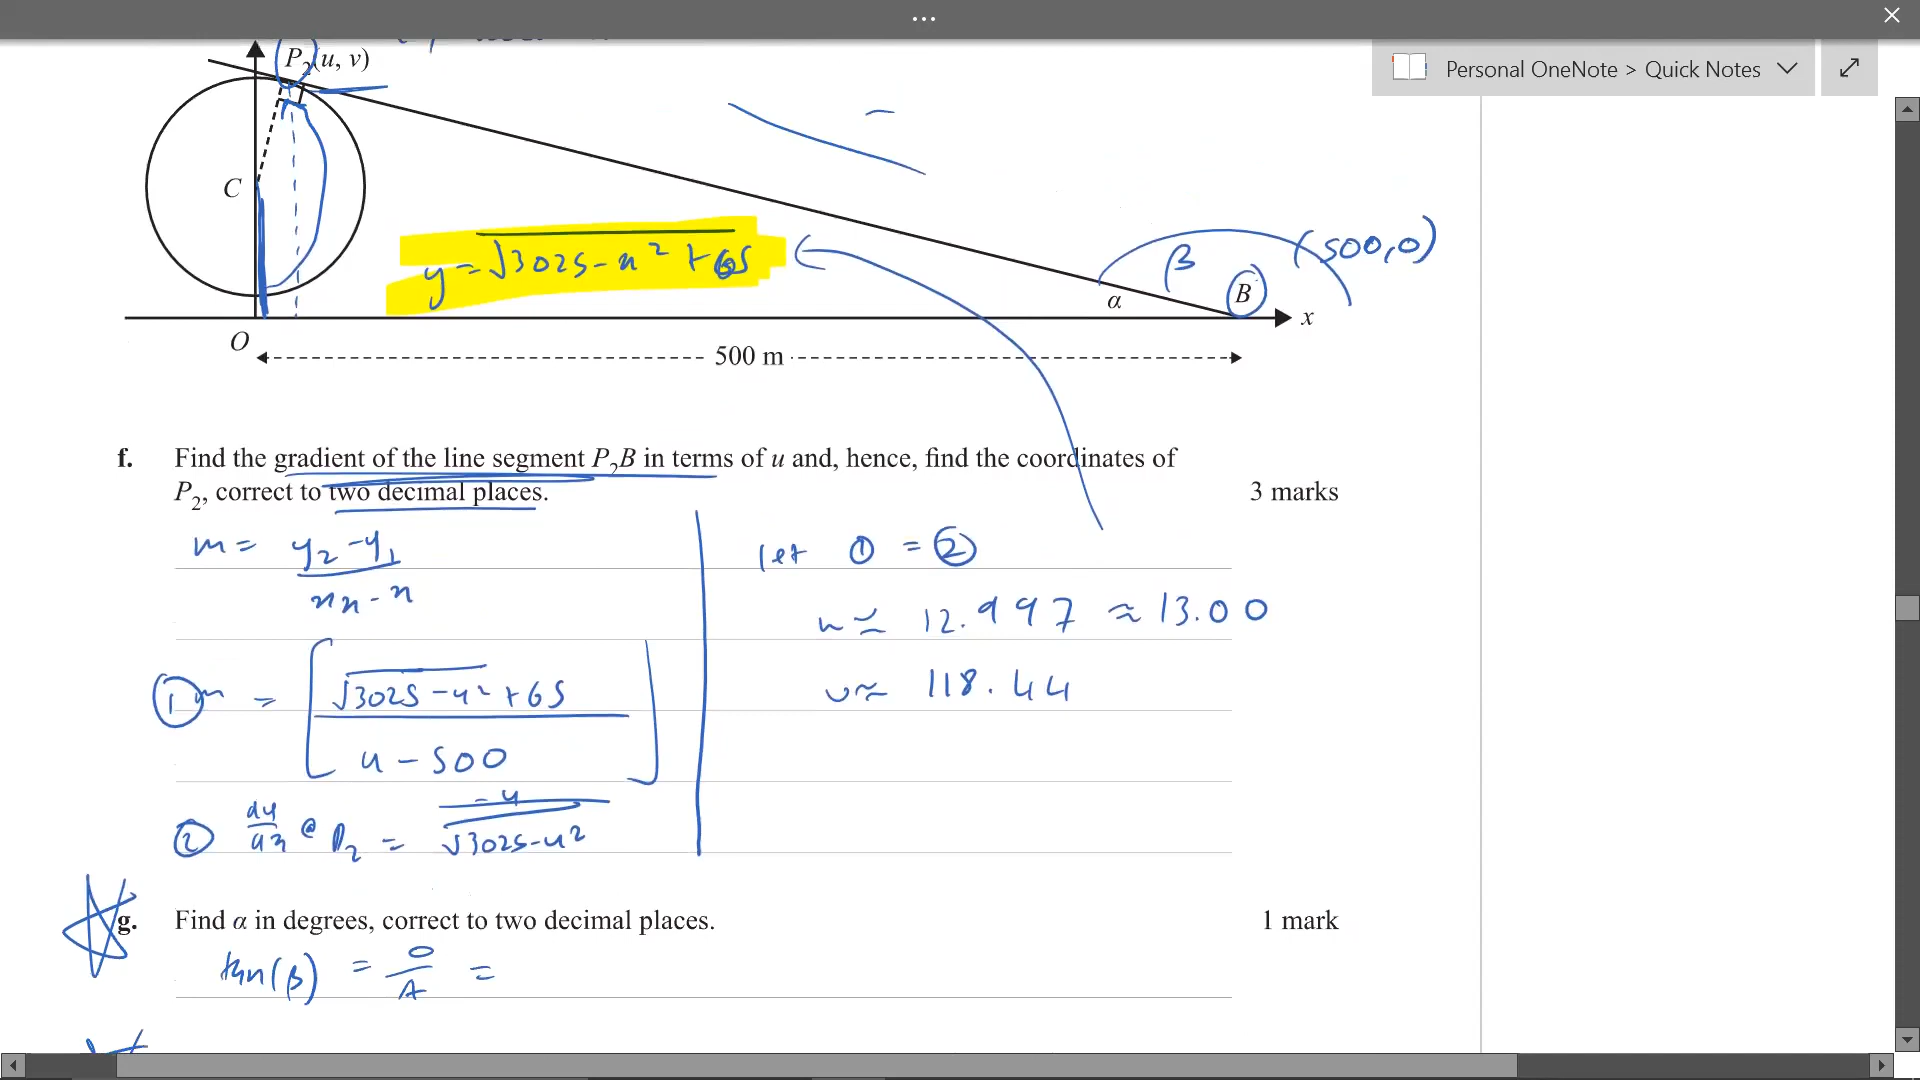 Personal OneNote > Quick Notes
P₂(u, v)
C
y = √3025 - x² + 65
(500,0)
β
α
B
x
O
500 m
f. Find the gradient of the line segment P₂B in terms of u and, hence, find the coordinates of
P₂, correct to two decimal places. 3 marks
m = y₂ - y₁
x
let ① = ②
u ≃ 12.997 ≈ 13.00
① m = [√3025 - u² + 65
v ≈ 118.44
u - 500]
② dy/dx @ P₂ = -u
√3025 - u²
g. Find α in degrees, correct to two decimal places. 1 mark
tan(β) = O/A =